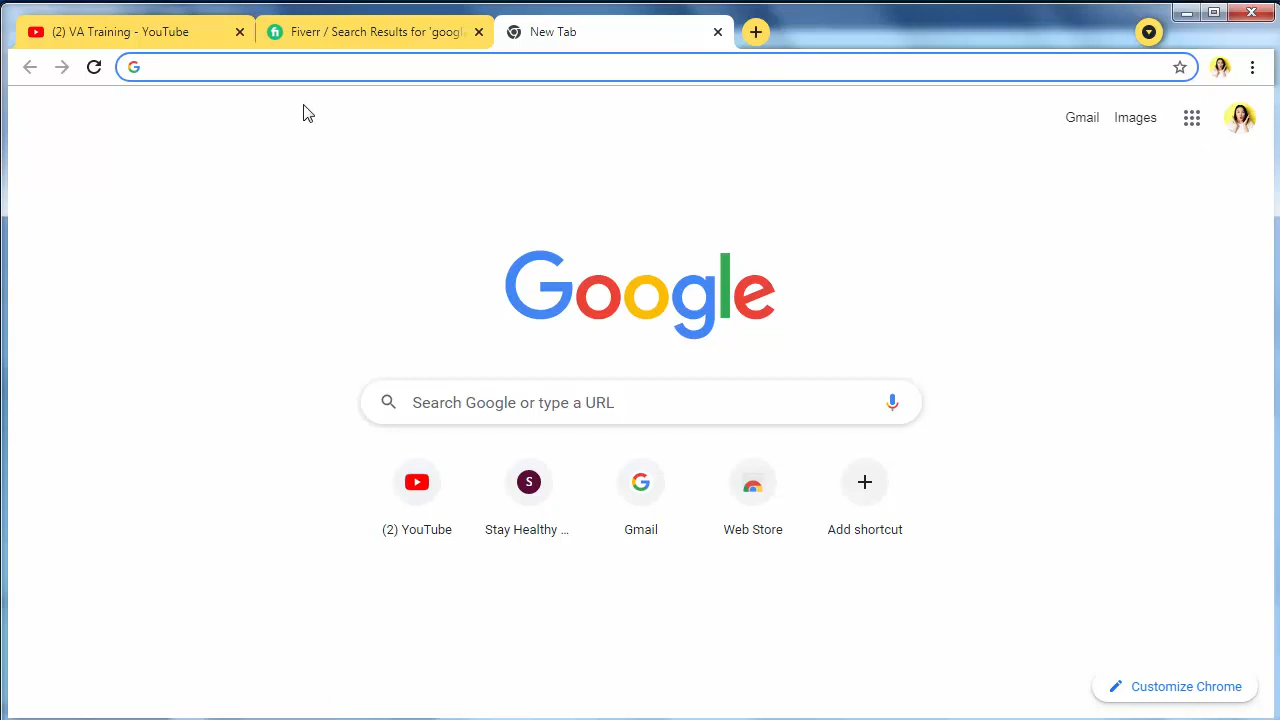 (2) VA Training - YouTube
Fiverr / Search Results for 'googl
New Tab
Gmail Images
Google
Search Google or type a URL
S
(2) YouTube
Stay Healthy ...
Gmail
Web Store
Add shortcut
Customize Chrome